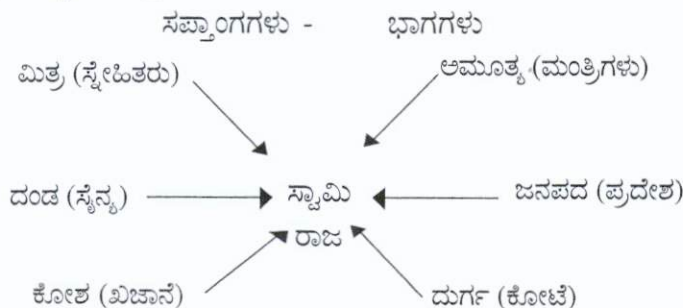 ಸಪ್ತಾಂಗಗಳು - ಭಾಗಗಳು
ಮಿತ್ರ (ಸ್ನೇಹಿತರು) ಅಮೂತ್ಯ (ಮಂತ್ರಿಗಳು)
ದಂಡ (ಸೈನ್ಯ) ಸ್ವಾಮಿ ಜನಪದ (ಪ್ರದೇಶ)
ರಾಜ
ಕೋಶ (ಖಜಾನೆ) ದುರ್ಗ (ಕೋಟೆ)